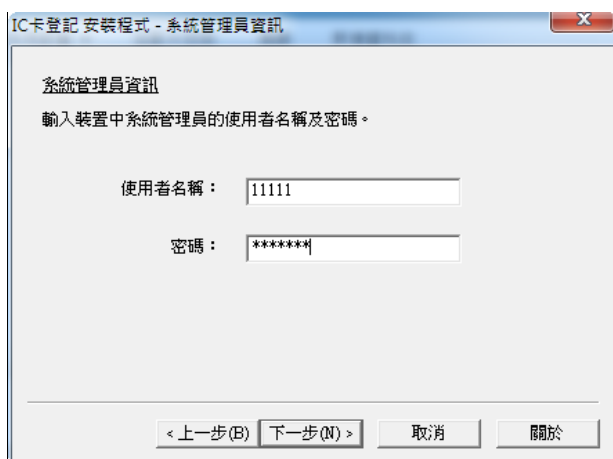 IC卡登記 安裝程式 - 系統管理員資訊
系統管理員資訊
輸入裝置中系統管理員的使用者名稱及密碼。
使用者名稱： 11111
密碼： *******
<上一步(B) 下一步(N) > 取消 關於